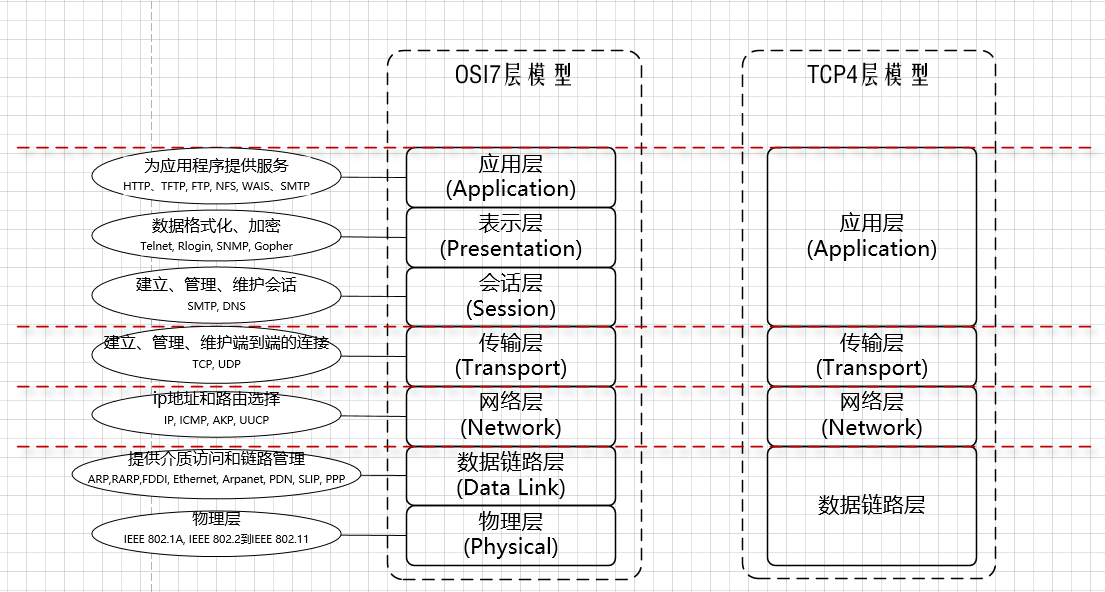 OSI7层模型
TCP4层模型
为应用程序提供服务
HTTP、TFTP, FTP, NFS, WAIS、SMTP
应用层
(Application)
数据格式化、加密
Telnet, Rlogin, SNMP, Gopher
表示层
(Presentation)
应用层
(Application)
建立、管理、维护会话
SMTP, DNS
会话层
(Session)
建立、管理、维护端到端的连接
TCP, UDP
传输层
(Transport)
传输层
(Transport)
ip地址和路由选择
IP, ICMP, AKP, UUCP
网络层
(Network)
网络层
(Network)
提供介质访问和链路管理
ARP,RARP,FDDI, Ethernet, Arpanet, PDN, SLIP, PPP
数据链路层
(Data Link)
数据链路层
物理层
IEEE 802.1A, IEEE 802.2到IEEE 802.11
物理层
(Physical)